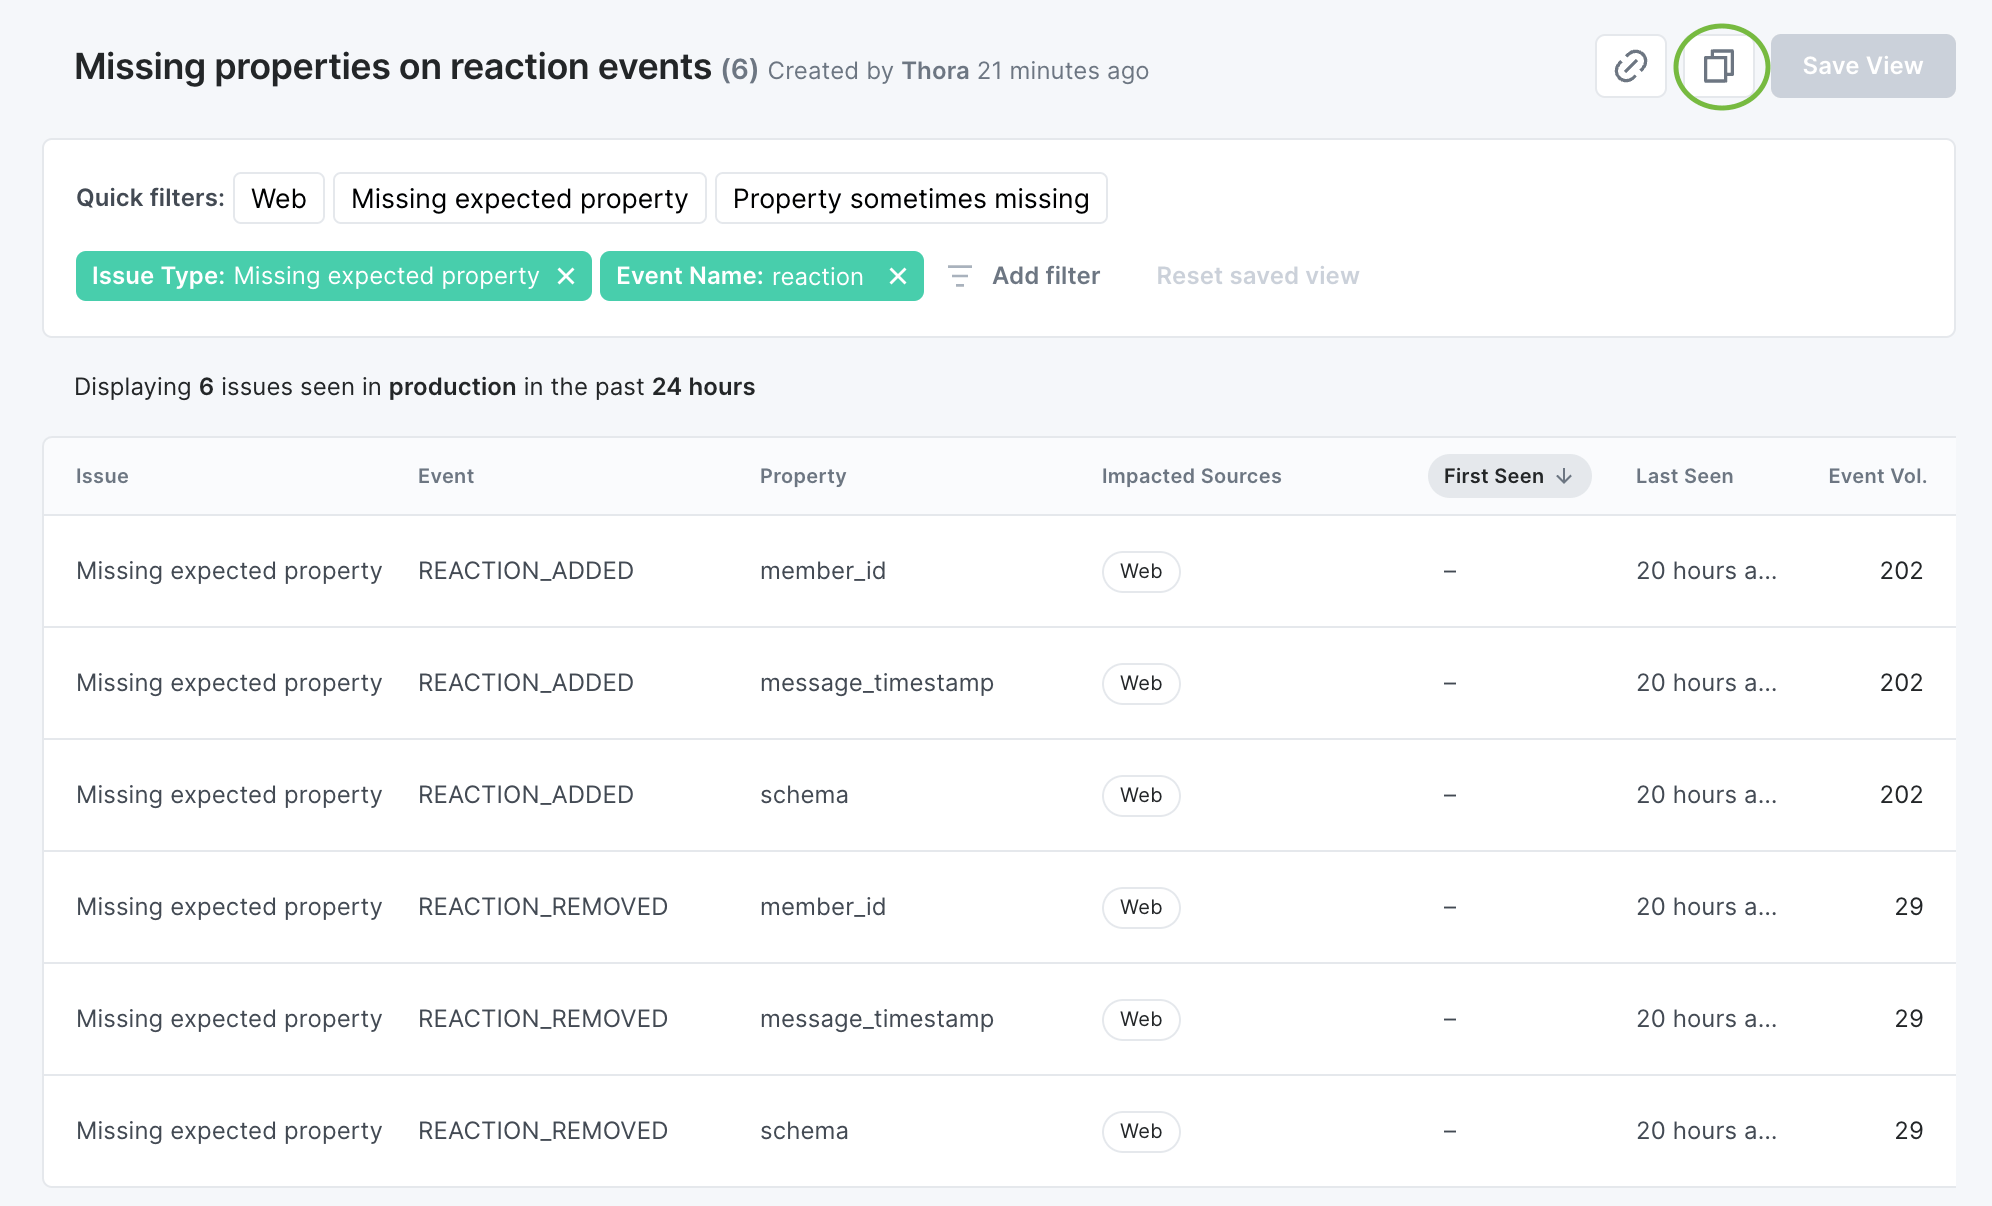 Missing properties on reaction events (6) Created by Thora 21 minutes ago
Save View
Quick filters: Web Missing expected property Property sometimes missing
Issue Type: Missing expected property Event Name: reaction Add filter Reset saved view
Displaying 6 issues seen in production in the past 24 hours
Issue Event Property Impacted Sources First Seen Last Seen Event Vol.
Missing expected property REACTION_ADDED member_id Web – 20 hours a... 202
Missing expected property REACTION_ADDED message_timestamp Web – 20 hours a... 202
Missing expected property REACTION_ADDED schema Web – 20 hours a... 202
Missing expected property REACTION_REMOVED member_id Web – 20 hours a... 29
Missing expected property REACTION_REMOVED message_timestamp Web – 20 hours a... 29
Missing expected property REACTION_REMOVED schema Web – 20 hours a... 29